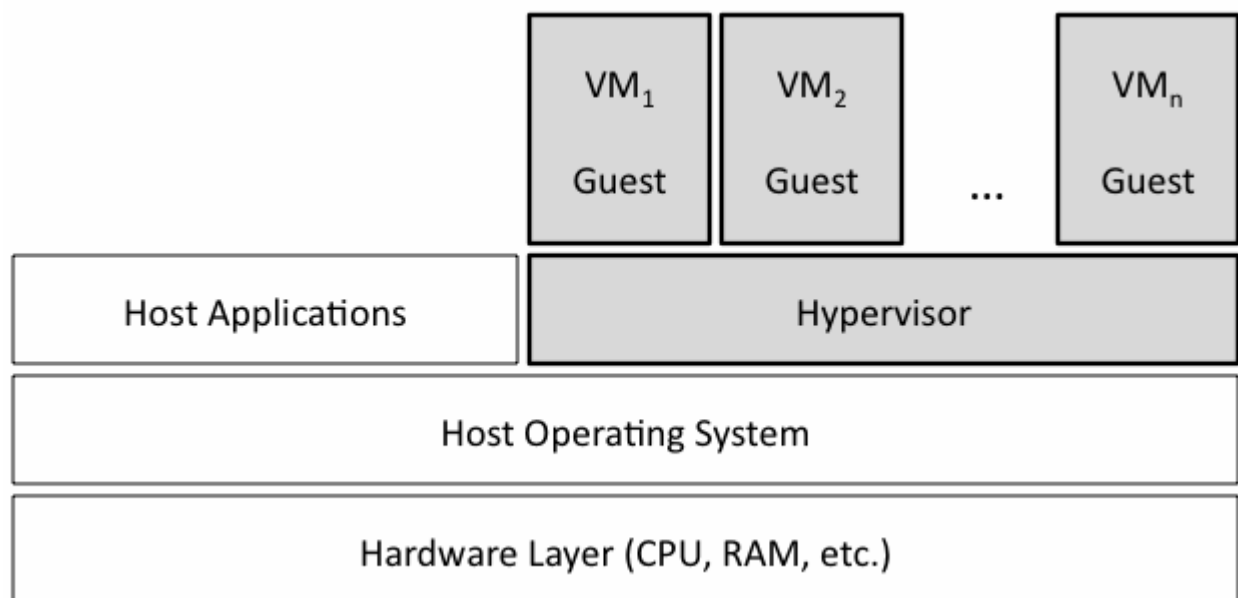 VM₁
Guest
VM₂
Guest
...
VMₙ
Guest
Host Applications
Hypervisor
Host Operating System
Hardware Layer (CPU, RAM, etc.)